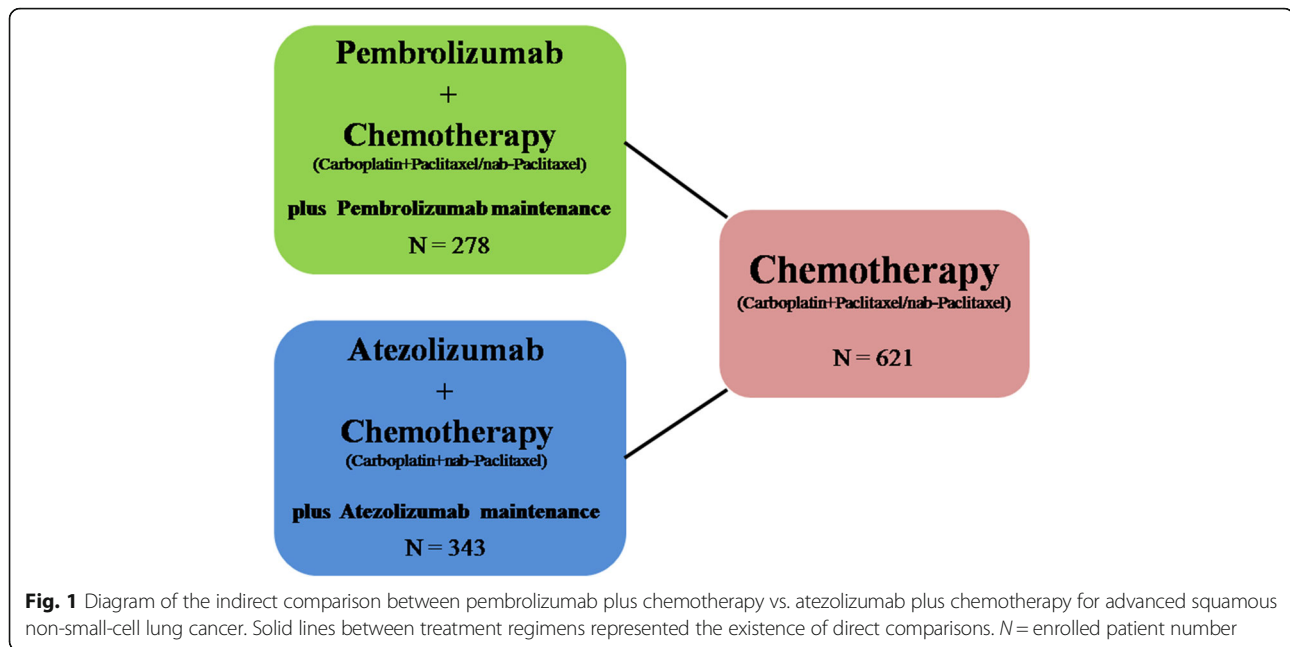 Pembrolizumab
+
Chemotherapy
(Carboplatin+Paclitaxel/nab-Paclitaxel)
plus Pembrolizumab maintenance
N = 278
Chemotherapy
(Carboplatin+Paclitaxel/nab-Paclitaxel)
N = 621
Atezolizumab
+
Chemotherapy
(Carboplatin+nab-Paclitaxel)
plus Atezolizumab maintenance
N = 343
Fig. 1 Diagram of the indirect comparison between pembrolizumab plus chemotherapy vs. atezolizumab plus chemotherapy for advanced squamous
non-small-cell lung cancer. Solid lines between treatment regimens represented the existence of direct comparisons. N = enrolled patient number